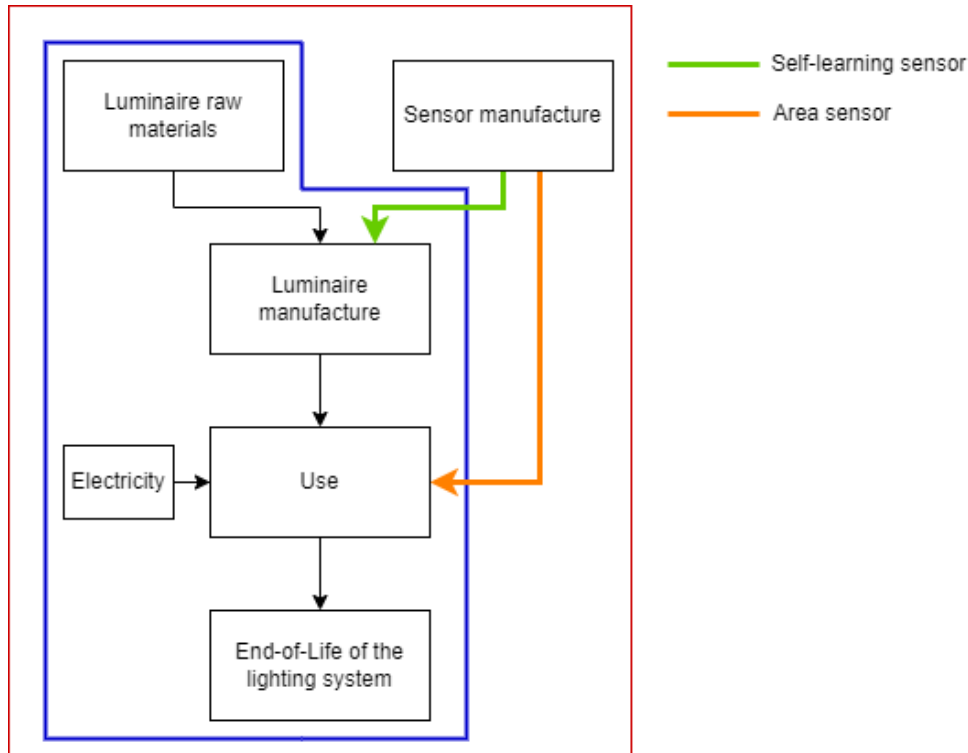 Luminaire raw
materials
Sensor manufacture
Self-learning sensor
Area sensor
Luminaire
manufacture
Electricity
Use
End-of-Life of the
lighting system